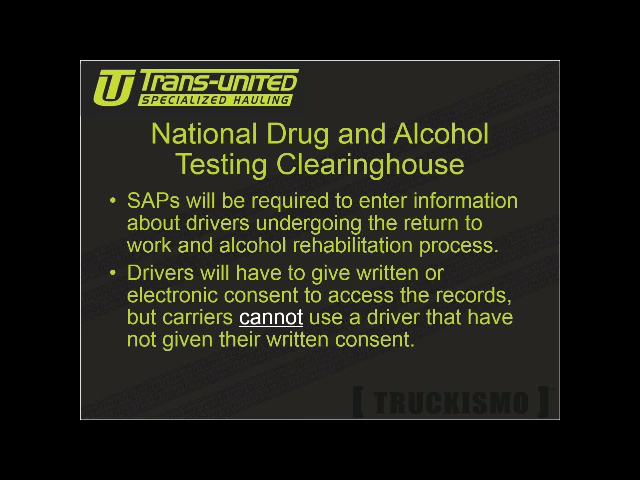 Trans-United
SPECIALIZED HAULING
National Drug and Alcohol
Testing Clearinghouse
• SAPs will be required to enter information
about drivers undergoing the return to
work and alcohol rehabilitation process.
• Drivers will have to give written or
electronic consent to access the records,
but carriers cannot use a driver that have
not given their written consent.
[ TRUCKISMO ]